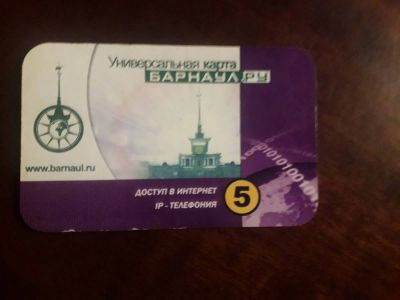 Универсальная карта
БАРНАУЛ.РУ
www.barnaul.ru
ДОСТУП В ИНТЕРНЕТ
IP - ТЕЛЕФОНИЯ
5